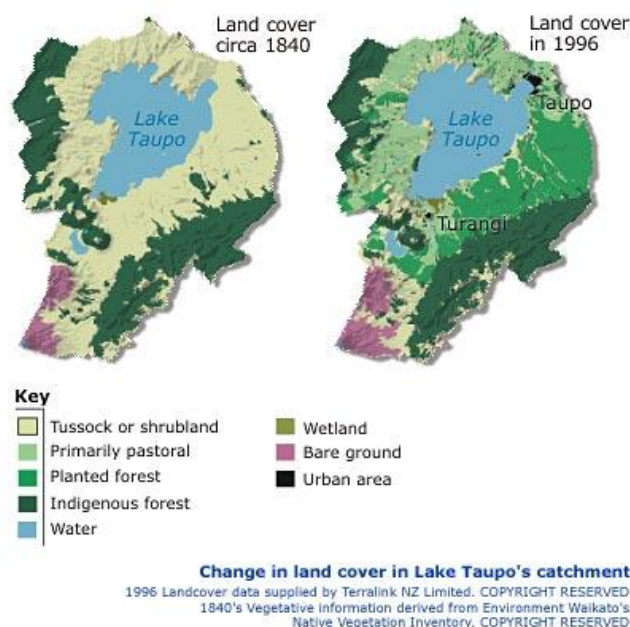 Land cover
circa 1840
Land cover
in 1996
Lake
Taupo
Lake
Taupo
Taupo
Turangi
Key
Tussock or shrubland
Primarily pastoral
Planted forest
Indigenous forest
Water
Wetland
Bare ground
Urban area
Change in land cover in Lake Taupo's catchment
1996 Landcover data supplied by Terralink NZ Limited. COPYRIGHT RESERVED
1840's Vegetative information derived from Environment Waikato's
Native Vegetation Inventory. COPYRIGHT RESERVED